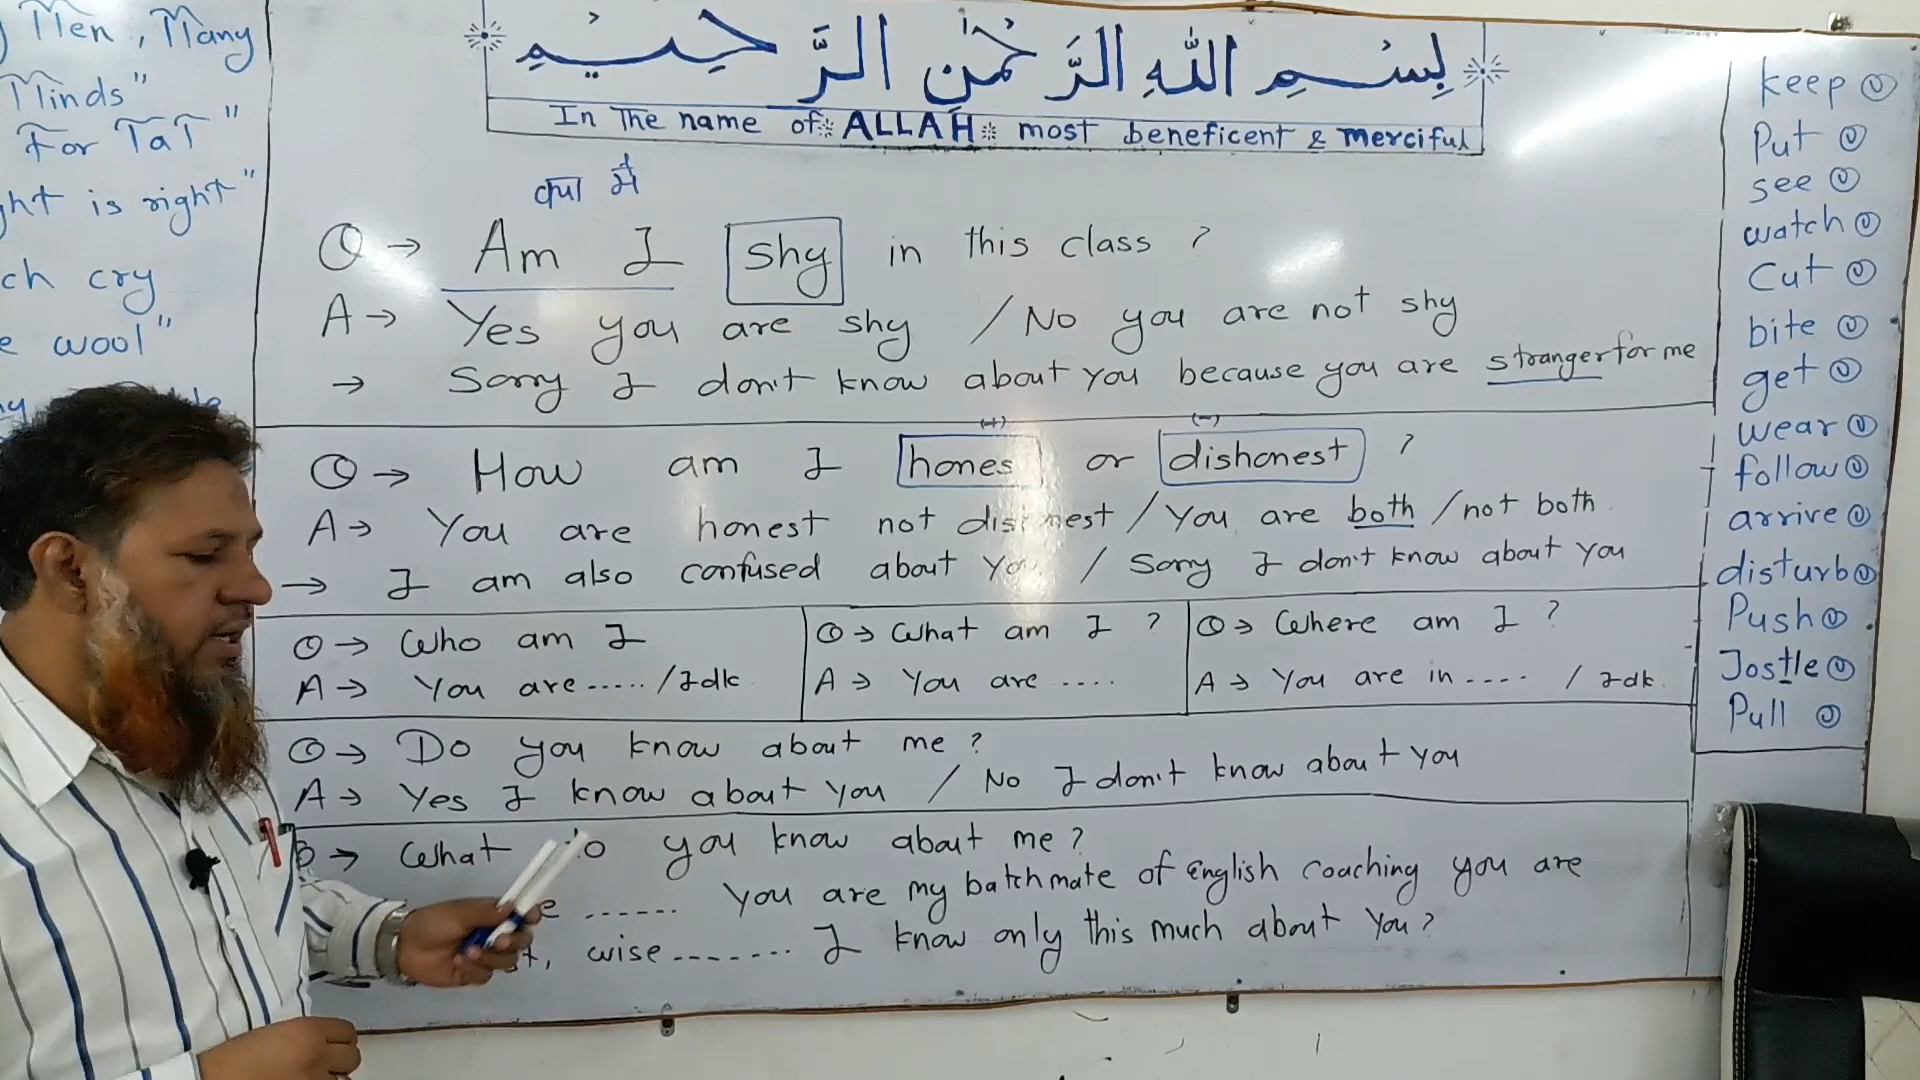 Men, Many
Minds"
For TaT"
ght is right"
ch cry
e wool"
بِسْمِ اللهِ الرَّحْمٰنِ الرَّحِيْمِ
In The name of ALLAH most beneficent & merciful
क्या मैं
Q → Am I shy in this class ?
A → Yes you are shy / No you are not shy
→ Sorry I don't know about you because you are stranger for me
(+) (-)
Q → How am I hones or dishonest ?
A → You are honest not dishonest / You are both / not both
→ I am also confused about You / Sorry I don't know about You
Q → Who am I
A → You are ..... / Idk
Q → What am I ?
A → You are ....
Q → Where am I ?
A → You are in .... / Idk.
Q → Do you know about me ?
A → Yes I know about you / No I don't know about you
Q → What do you know about me ?
e ...... You are my batchmate of English coaching you are
st, wise ........ I know only this much about You ?
keep ⓥ
Put ⓥ
see ⓥ
watch ⓥ
Cut ⓥ
bite ⓥ
get ⓥ
wear ⓥ
follow ⓥ
arrive ⓥ
disturb ⓥ
Push ⓥ
Jostle ⓥ
Pull ⓥ